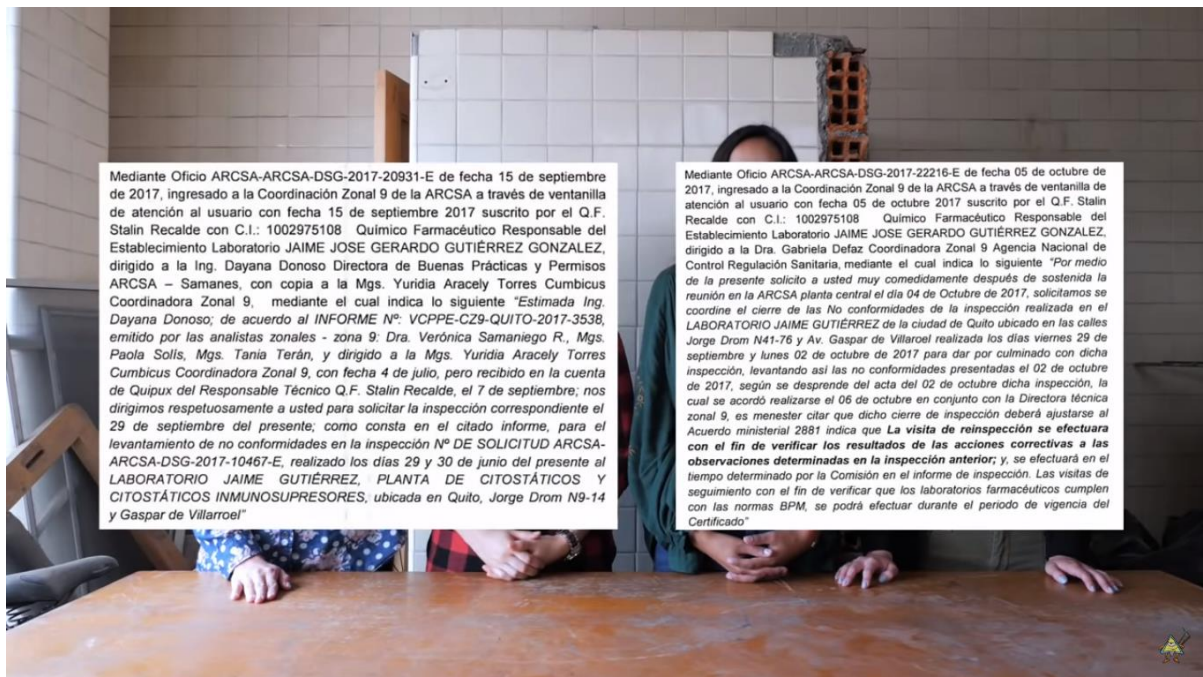 Mediante Oficio ARCSA-ARCSA-DSG-2017-20931-E de fecha 15 de septiembre
de 2017, ingresado a la Coordinación Zonal 9 de la ARCSA a través de ventanilla
de atención al usuario con fecha 15 de septiembre 2017 suscrito por el Q.F.
Stalin Recalde con C.I.: 1002975108 Químico Farmacéutico Responsable del
Establecimiento Laboratorio JAIME JOSE GERARDO GUTIÉRREZ GONZALEZ,
dirigido a la Ing. Dayana Donoso Directora de Buenas Prácticas y Permisos
ARCSA – Samanes, con copia a la Mgs. Yuridia Aracely Torres Cumbicus
Coordinadora Zonal 9, mediante el cual indica lo siguiente “Estimada Ing.
Dayana Donoso; de acuerdo al INFORME Nº: VCPPE-CZ9-QUITO-2017-3538,
emitido por los analistas zonales - zona 9: Dra. Verónica Samaniego R., Mgs.
Paola Solís, Mgs. Tania Terán, y dirigido a la Mgs. Yuridia Aracely Torres
Cumbicus Coordinadora Zonal 9, con fecha 4 de julio, pero recibido en la cuenta
de Quipux del Responsable Técnico Q.F. Stalin Recalde, el 7 de septiembre; nos
dirigimos respetuosamente a usted para solicitar la inspección correspondiente el
29 de septiembre del presente; como consta en el citado informe, para el
levantamiento de no conformidades en la inspección Nº DE SOLICITUD ARCSA-
ARCSA-DSG-2017-10467-E, realizado los días 29 y 30 de junio del presente al
LABORATORIO JAIME GUTIÉRREZ, PLANTA DE CITOSTÁTICOS Y
CITOSTÁTICOS INMUNOSUPRESORES, ubicada en Quito, Jorge Drom N9-14
y Gaspar de Villarroel”
Mediante Oficio ARCSA-ARCSA-DSG-2017-22216-E de fecha 05 de octubre de
2017, ingresado a la Coordinación Zonal 9 de la ARCSA a través de ventanilla de
atención al usuario con fecha 05 de octubre 2017 suscrito por el Q.F. Stalin
Recalde con C.I.: 1002975108 Químico Farmacéutico Responsable del
Establecimiento Laboratorio JAIME JOSE GERARDO GUTIÉRREZ GONZALEZ,
dirigido a la Dra. Gabriela Defaz Coordinadora Zonal 9 Agencia Nacional de
Control Regulación Sanitaria, mediante el cual indica lo siguiente “Por medio
de la presente solicito a usted muy comedidamente después de sostenida la
reunión en la ARCSA planta central el día 04 de Octubre de 2017, solicitamos se
coordine el cierre de las No conformidades de la inspección realizada en el
LABORATORIO JAIME GUTIÉRREZ de la ciudad de Quito ubicado en las calles
Jorge Drom N41-76 y Av. Gaspar de Villaroel realizada los días viernes 29 de
septiembre y lunes 02 de octubre de 2017 para dar por culminado con dicha
inspección, levantando así las no conformidades presentadas el 02 de octubre
de 2017, según se desprende del acta del 02 de octubre dicha inspección, la
cual se acordó realizarse el 06 de octubre en conjunto con la Directora técnica
zonal 9, es menester citar que dicho cierre de inspección deberá ajustarse al
Acuerdo ministerial 2881 indica que La visita de reinspección se efectuara
con el fin de verificar los resultados de las acciones correctivas a las
observaciones determinadas en la inspección anterior; y, se efectuará en el
tiempo determinado por la Comisión en el informe de inspección. Las visitas de
seguimiento con el fin de verificar que los laboratorios farmacéuticos cumplen
con las normas BPM, se podrá efectuar durante el periodo de vigencia del
Certificado”